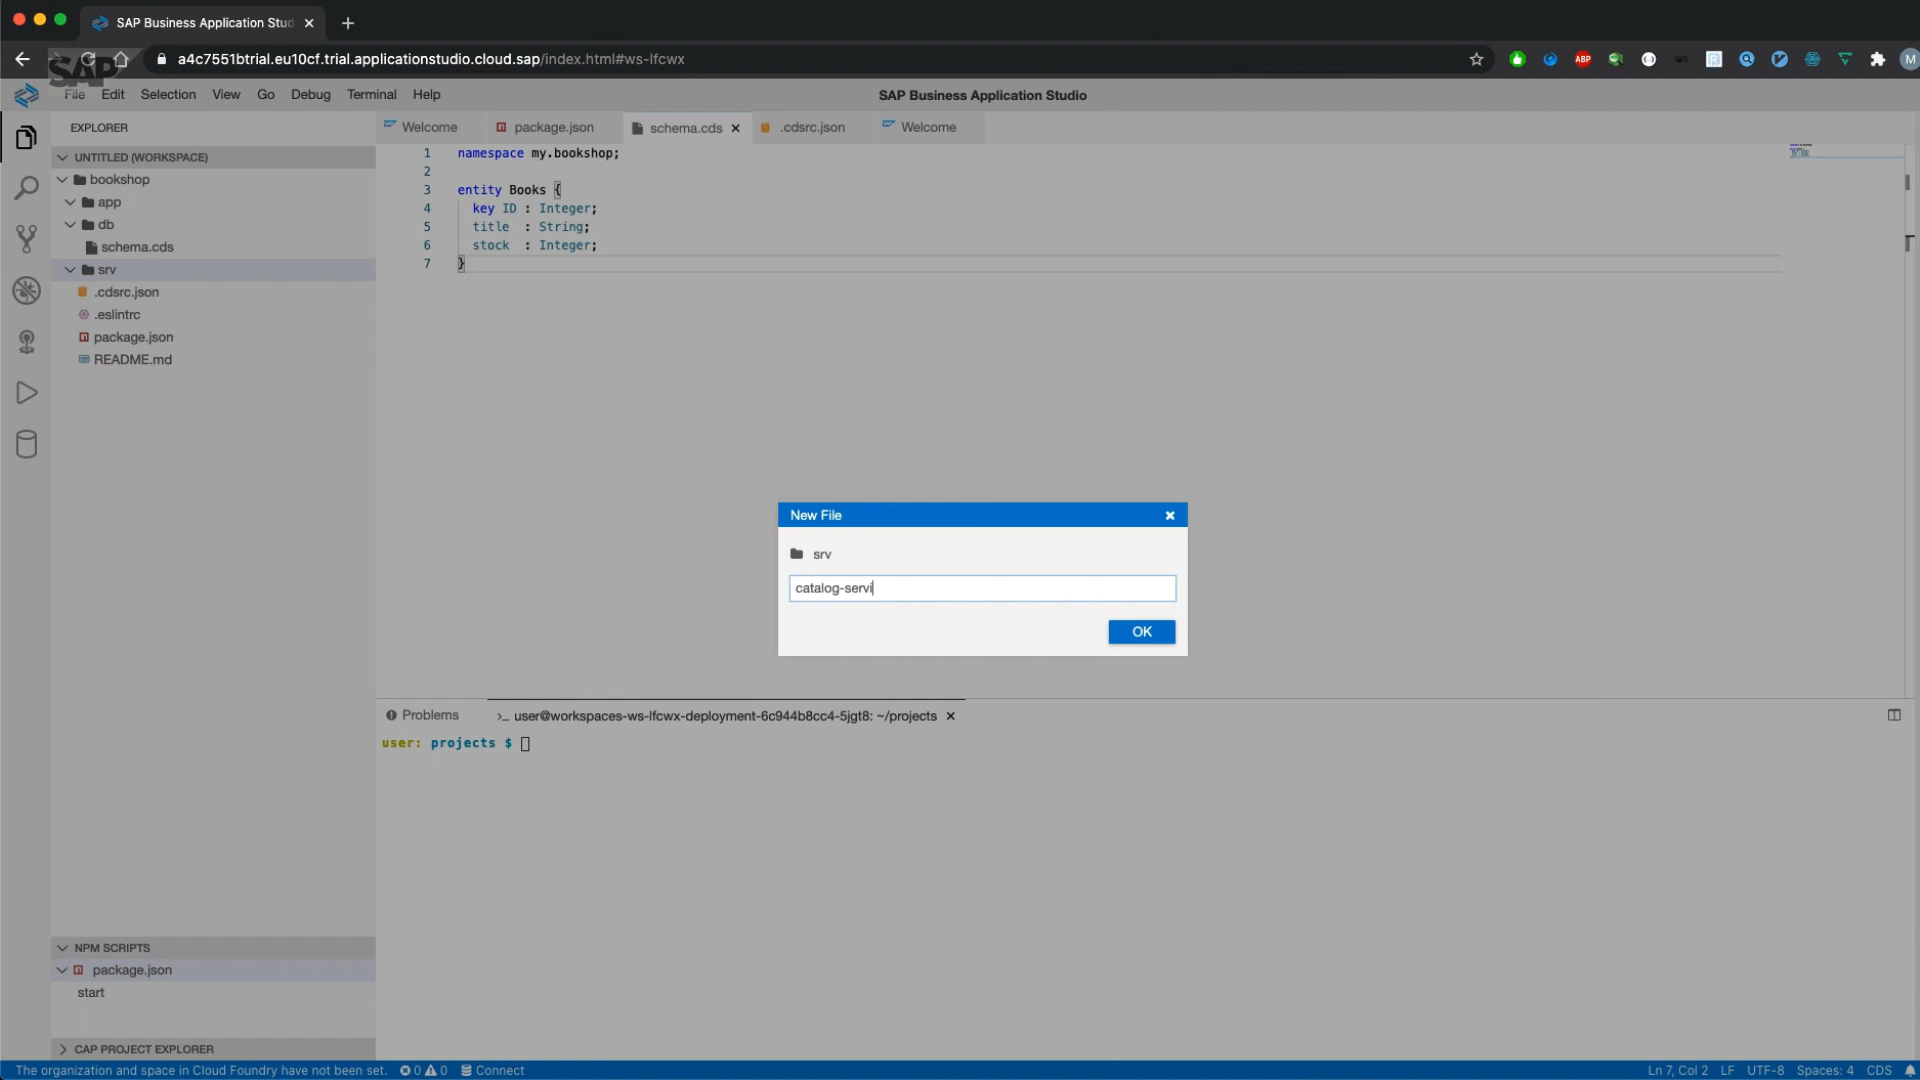 SAP Business Application Stud
a4c7551btrial.eu10cf.trial.applicationstudio.cloud.sap/index.html#ws-lfcwx
ABP
M
SAP
File Edit Selection View Go Debug Terminal Help
SAP Business Application Studio
EXPLORER
UNTITLED (WORKSPACE)
bookshop
app
db
schema.cds
srv
.cdsrc.json
.eslintrc
package.json
README.md
Welcome
package.json
schema.cds
.cdsrc.json
Welcome
1 namespace my.bookshop;
2
3 entity Books {
4 key ID : Integer;
5 title : String;
6 stock : Integer;
7 }
New File
srv
catalog-servi
OK
Problems
>_ user@workspaces-ws-lfcwx-deployment-6c944b8cc4-5jgt8: ~/projects
user: projects $
NPM SCRIPTS
package.json
start
CAP PROJECT EXPLORER
The organization and space in Cloud Foundry have not been set. 0 0 Connect
Ln 7, Col 2 LF UTF-8 Spaces: 4 CDS